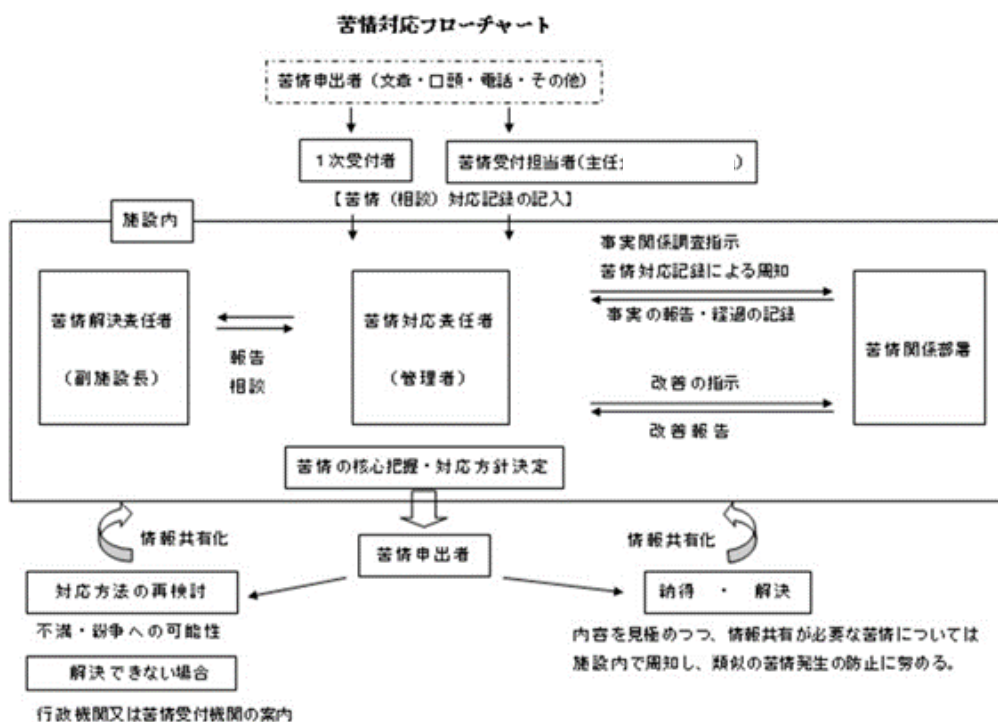 苦情対応フローチャート
苦情申出者（文章・口頭・電話・その他）
1次受付者
苦情受付担当者（主任
）
【苦情（相談）対応記録の記入】
施設内
苦情解決責任者
（副施設長）
報告
相談
苦情対応責任者
（管理者）
事実関係調査指示
苦情対応記録による周知
事実の報告・経過の記録
改善の指示
改善報告
苦情関係部署
苦情の核心把握・対応方針決定
情報共有化
苦情申出者
情報共有化
対応方法の再検討
不満・紛争への可能性
解決できない場合
行政機関又は苦情受付機関の案内
納得　・　解決
内容を見極めつつ、情報共有が必要な苦情については
施設内で周知し、類似の苦情発生の防止に努める。